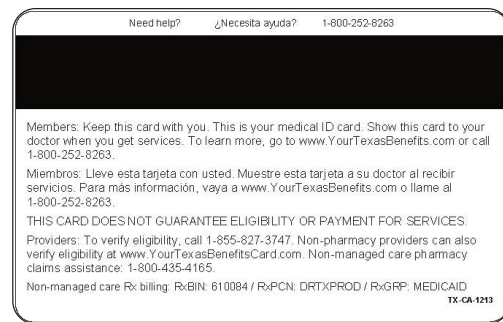 Need help? ¿Necesita ayuda? 1-800-252-8263
Members: Keep this card with you. This is your medical ID card. Show this card to your
doctor when you get services. To learn more, go to www.YourTexasBenefits.com or call
1-800-252-8263.
Miembros: Lleve esta tarjeta con usted. Muestre esta tarjeta a su doctor al recibir
servicios. Para más información, vaya a www.YourTexasBenefits.com o llame al
1-800-252-8263.
THIS CARD DOES NOT GUARANTEE ELIGIBILITY OR PAYMENT FOR SERVICES.
Providers: To verify eligibility, call 1-855-827-3747. Non-pharmacy providers can also
verify eligibility at www.YourTexasBenefitsCard.com. Non-managed care pharmacy
claims assistance: 1-800-435-4165.
Non-managed care Rx billing: RxBIN: 610084 / RxPCN: DRTXPROD / RxGRP: MEDICAID
TX-CA-1213